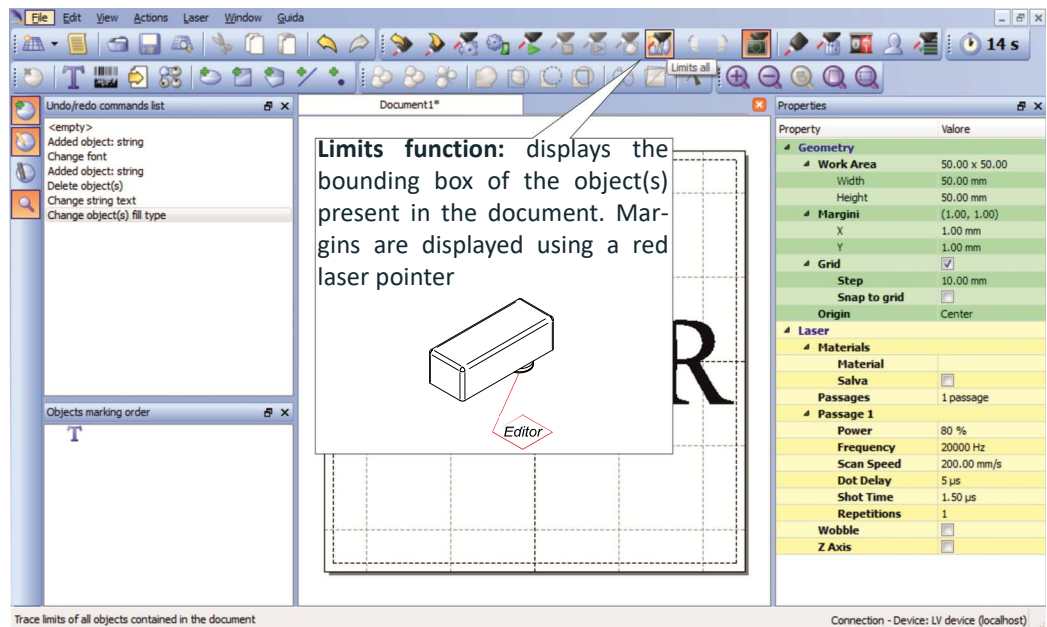 File Edit View Actions Laser Window Guida
14 s
Limits all
Undo/redo commands list
<empty>
Added object: string
Change font
Added object: string
Delete object(s)
Change string text
Change object(s) fill type
Objects marking order
T
Document1*
Limits function: displays the
bounding box of the object(s)
present in the document. Mar-
gins are displayed using a red
laser pointer
Editor
R
Properties
Property Valore
Geometry
Work Area 50.00 x 50.00
Width 50.00 mm
Height 50.00 mm
Margini (1.00, 1.00)
X 1.00 mm
Y 1.00 mm
Grid
Step 10.00 mm
Snap to grid
Origin Center
Laser
Materials
Material
Salva
Passages 1 passage
Passage 1
Power 80 %
Frequency 20000 Hz
Scan Speed 200.00 mm/s
Dot Delay 5 µs
Shot Time 1.50 µs
Repetitions 1
Wobble
Z Axis
Trace limits of all objects contained in the document
Connection - Device: LV device (localhost)